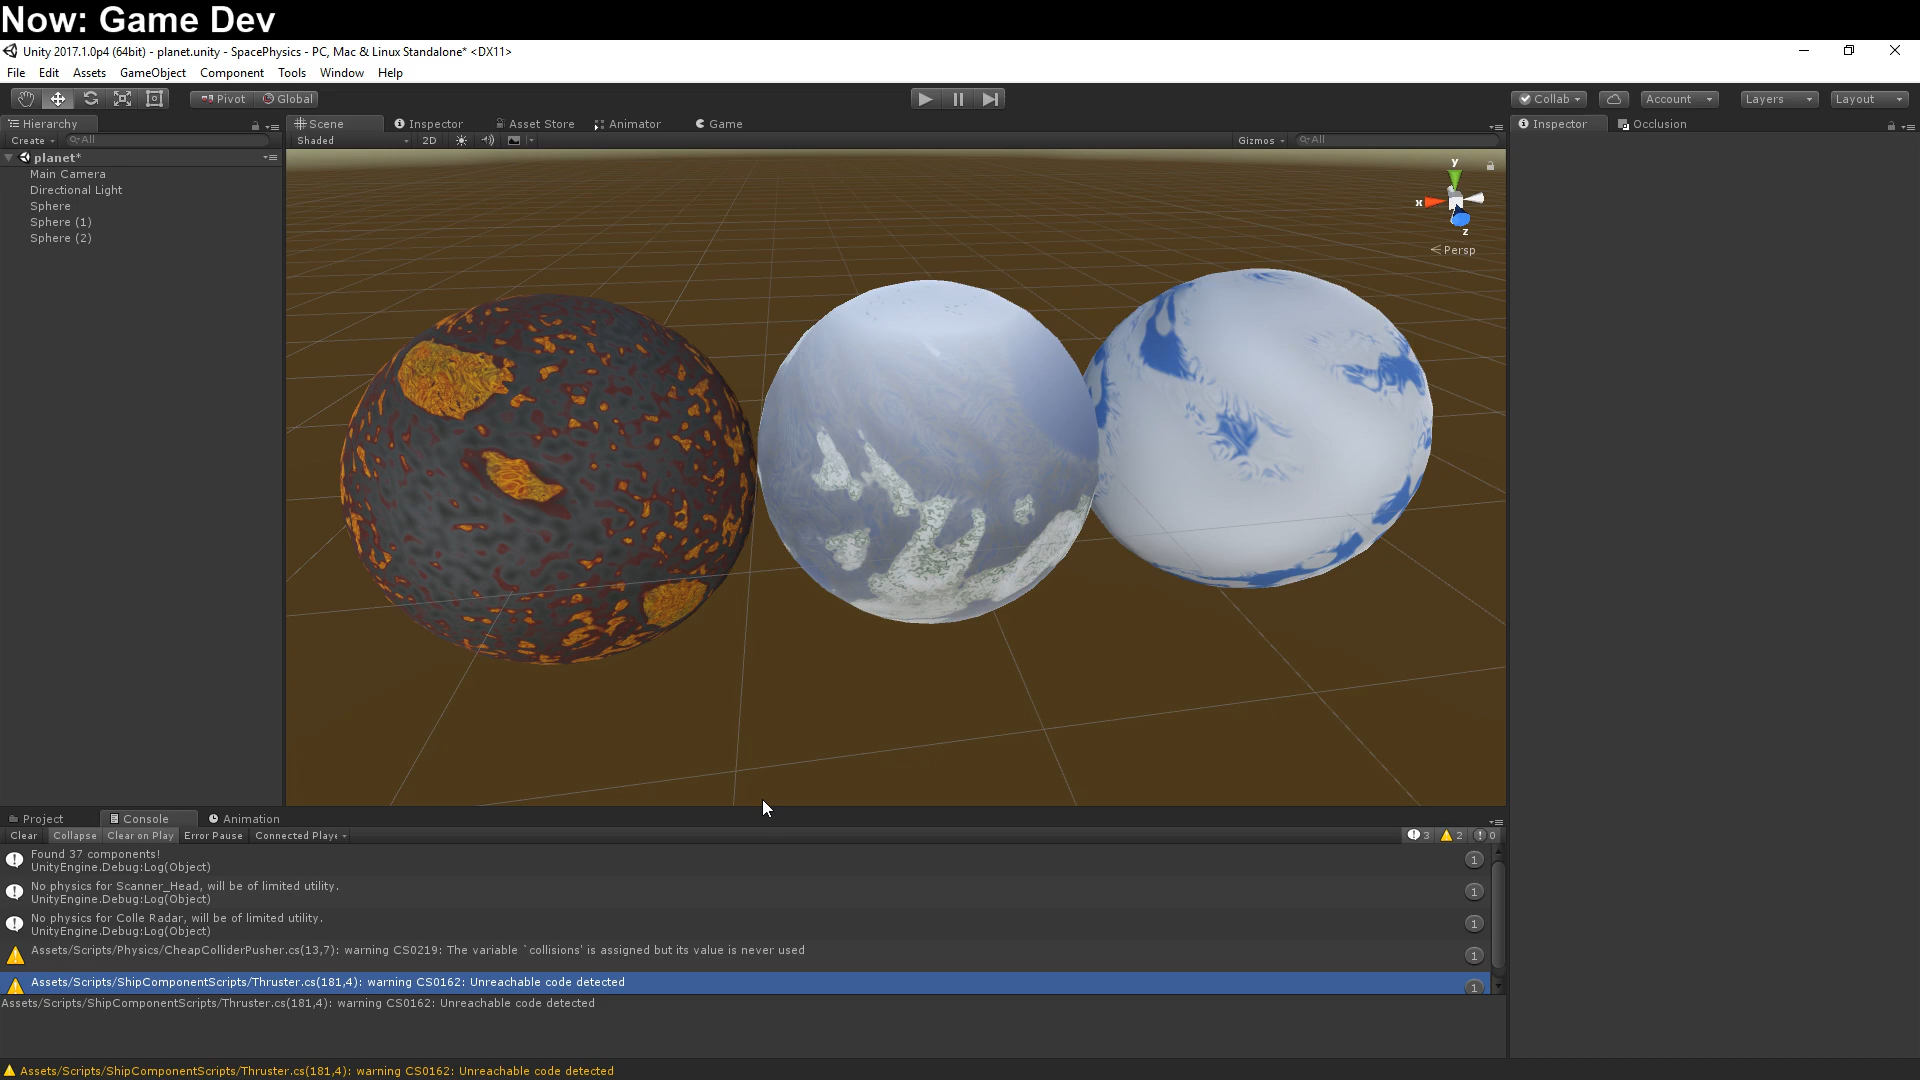 Now: Game Dev
Unity 2017.1.0p4 (64bit) - planet.unity - SpacePhysics - PC, Mac & Linux Standalone* <DX11>
File Edit Assets GameObject Component Tools Window Help
Pivot Global Collab Account Layers Layout
Hierarchy Scene Inspector Asset Store Animator Game Inspector Occlusion
Create All Shaded 2D Gizmos All
planet*
Main Camera
Directional Light
Sphere
Sphere (1)
Sphere (2)
y
x
z
Persp
Project Console Animation
Clear Collapse Clear on Play Error Pause Connected Playe 3 2 0
Found 37 components!
UnityEngine.Debug:Log(Object)
1
No physics for Scanner_Head, will be of limited utility.
UnityEngine.Debug:Log(Object)
1
No physics for Colle Radar, will be of limited utility.
UnityEngine.Debug:Log(Object)
1
Assets/Scripts/Physics/CheapColliderPusher.cs(13,7): warning CS0219: The variable `collisions' is assigned but its value is never used
1
Assets/Scripts/ShipComponentScripts/Thruster.cs(181,4): warning CS0162: Unreachable code detected
1
Assets/Scripts/ShipComponentScripts/Thruster.cs(181,4): warning CS0162: Unreachable code detected
Assets/Scripts/ShipComponentScripts/Thruster.cs(181,4): warning CS0162: Unreachable code detected